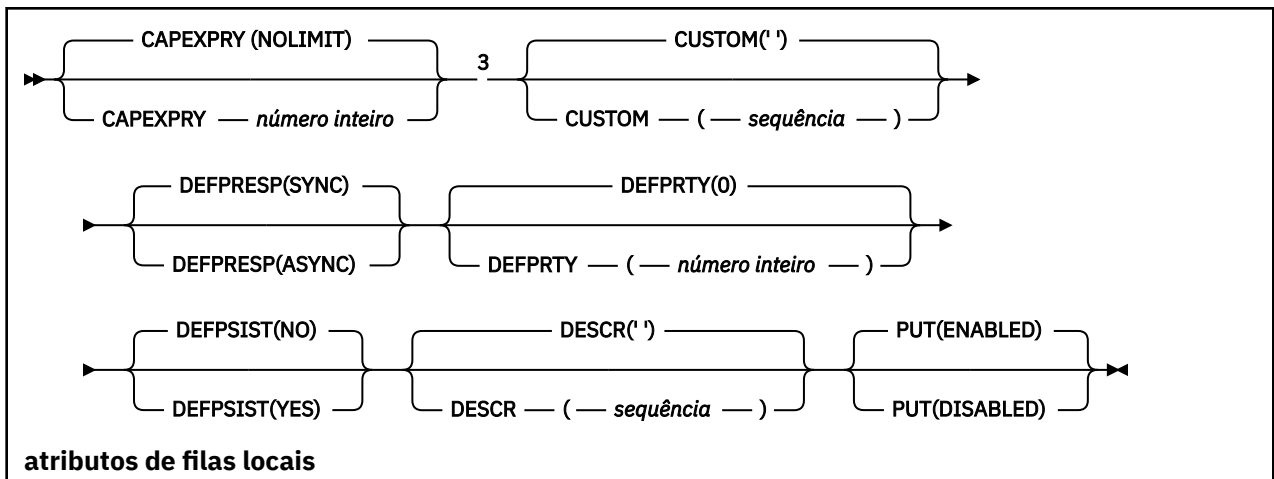 CAPEXPRY (NOLIMIT) CUSTOM(' ')
3
CAPEXPRY número inteiro CUSTOM ( sequência )
DEFPRESP(SYNC) DEFPRTY(0)
DEFPRESP(ASYNC) DEFPRTY ( número inteiro )
DEFPSIST(NO) DESCR(' ') PUT(ENABLED)
DEFPSIST(YES) DESCR ( sequência ) PUT(DISABLED)
atributos de filas locais